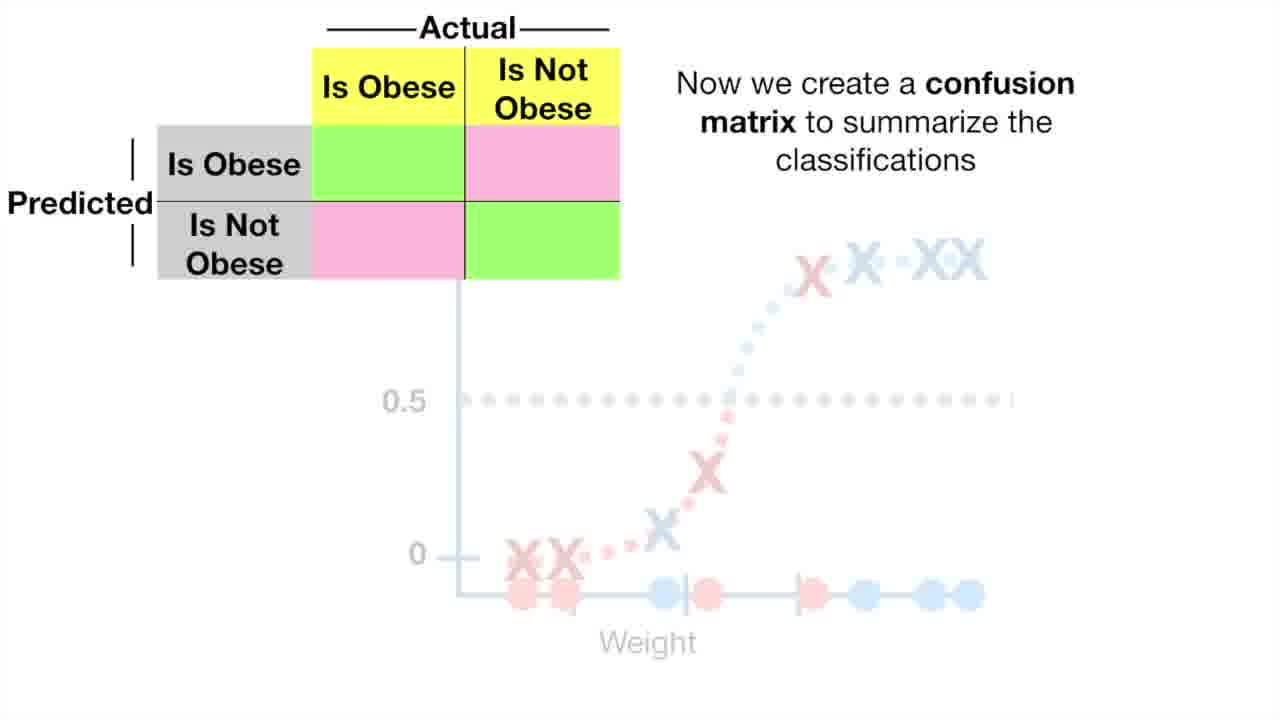 Actual
Is Obese
Is Not
Obese
Now we create a confusion
matrix to summarize the
classifications
Predicted
Is Obese
Is Not
Obese
0.5
0
Weight